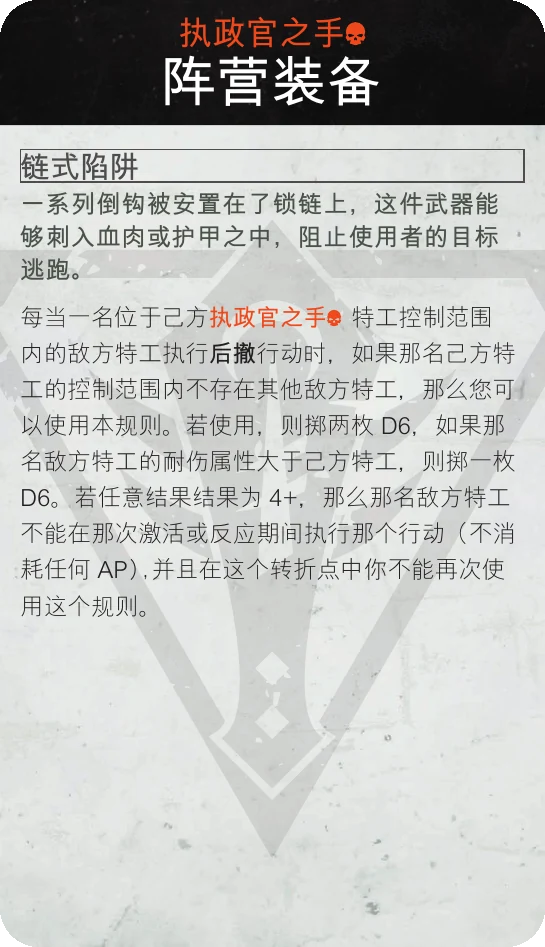 执政官之手
阵营装备
链式陷阱
一系列倒钩被安置在了锁链上，这件武器能
够刺入血肉或护甲之中，阻止使用者的目标
逃跑。
每当一名位于己方执政官之手 特工控制范围
内的敌方特工执行后撤行动时，如果那名己方特
工的控制范围内不存在其他敌方特工，那么您可
以使用本规则。若使用，则掷两枚 D6，如果那
名敌方特工的耐伤属性大于己方特工，则掷一枚
D6。若任意结果结果为 4+，那么那名敌方特工
不能在那次激活或反应期间执行那个行动（不消
耗任何 AP），并且在这个转折点中你不能再次使
用这个规则。